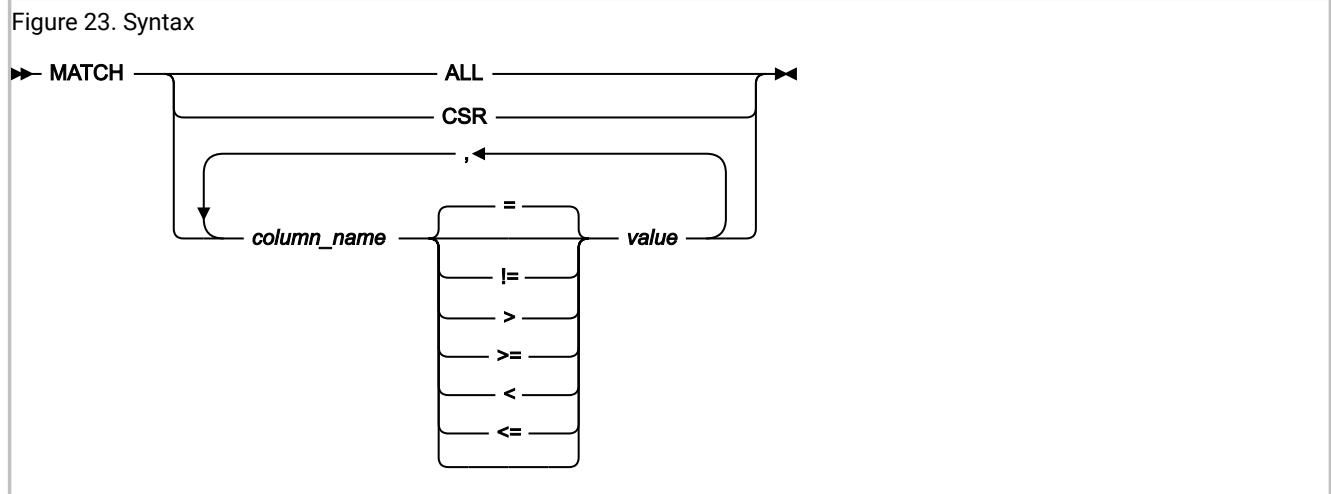 Figure 23. Syntax
MATCH ALL
CSR
,
=
column_name value
!=
>
>=
<
<=